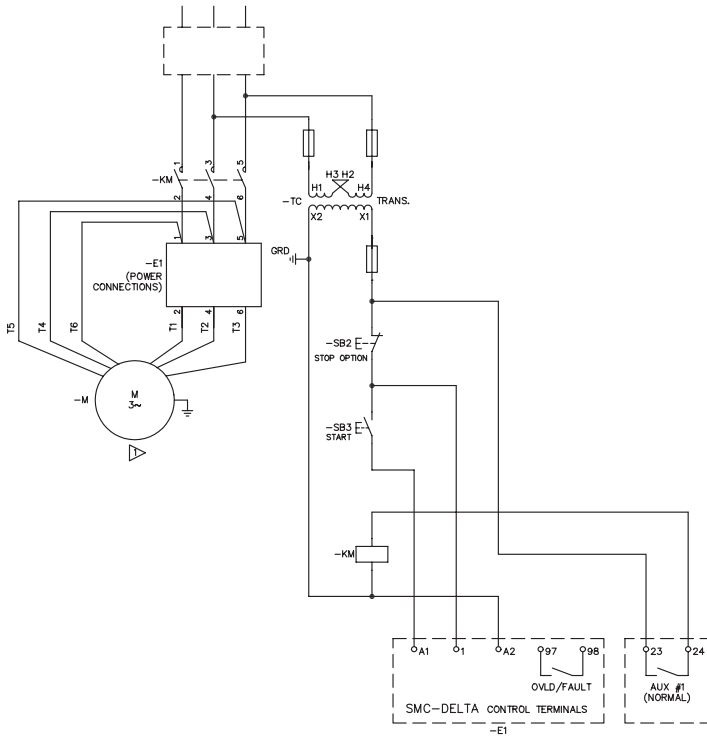 1 3 5
-KM
2 4 6
H3 H2
H1 H4
-TC TRANS.
X2 X1
1 3 5
-E1
(POWER
CONNECTIONS)
GRD
2 4 6
T5 T4 T6 T1 T2 T3
-SB2
STOP OPTION
-M
M
3~
-SB3
START
1
-KM
A1 1 A2 97 98 23 24
OVLD/FAULT
AUX #1
(NORMAL)
SMC-DELTA CONTROL TERMINALS
-E1